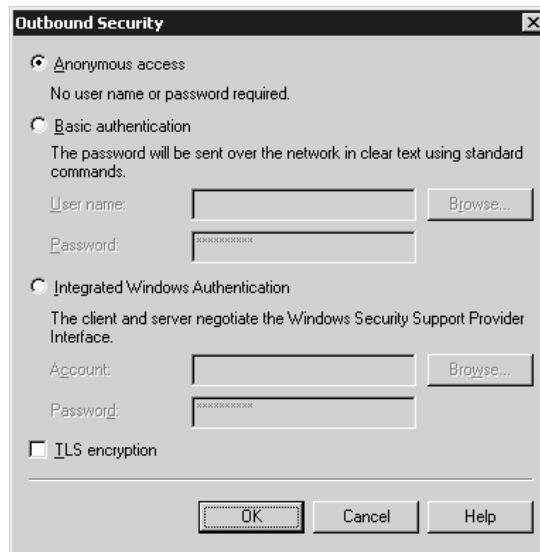 Outbound Security
Anonymous access
No user name or password required.
Basic authentication
The password will be sent over the network in clear text using standard
commands.
User name:
Browse...
Password:
xxxxxxxxxx
Integrated Windows Authentication
The client and server negotiate the Windows Security Support Provider
Interface.
Account:
Browse...
Password:
xxxxxxxxxx
TLS encryption
OK Cancel Help